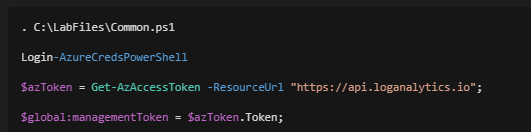 . C:\LabFiles\Common.ps1
Login-AzureCredsPowerShell
$azToken = Get-AzAccessToken -ResourceUrl "https://api.loganalytics.io";
$global:managementToken = $azToken.Token;